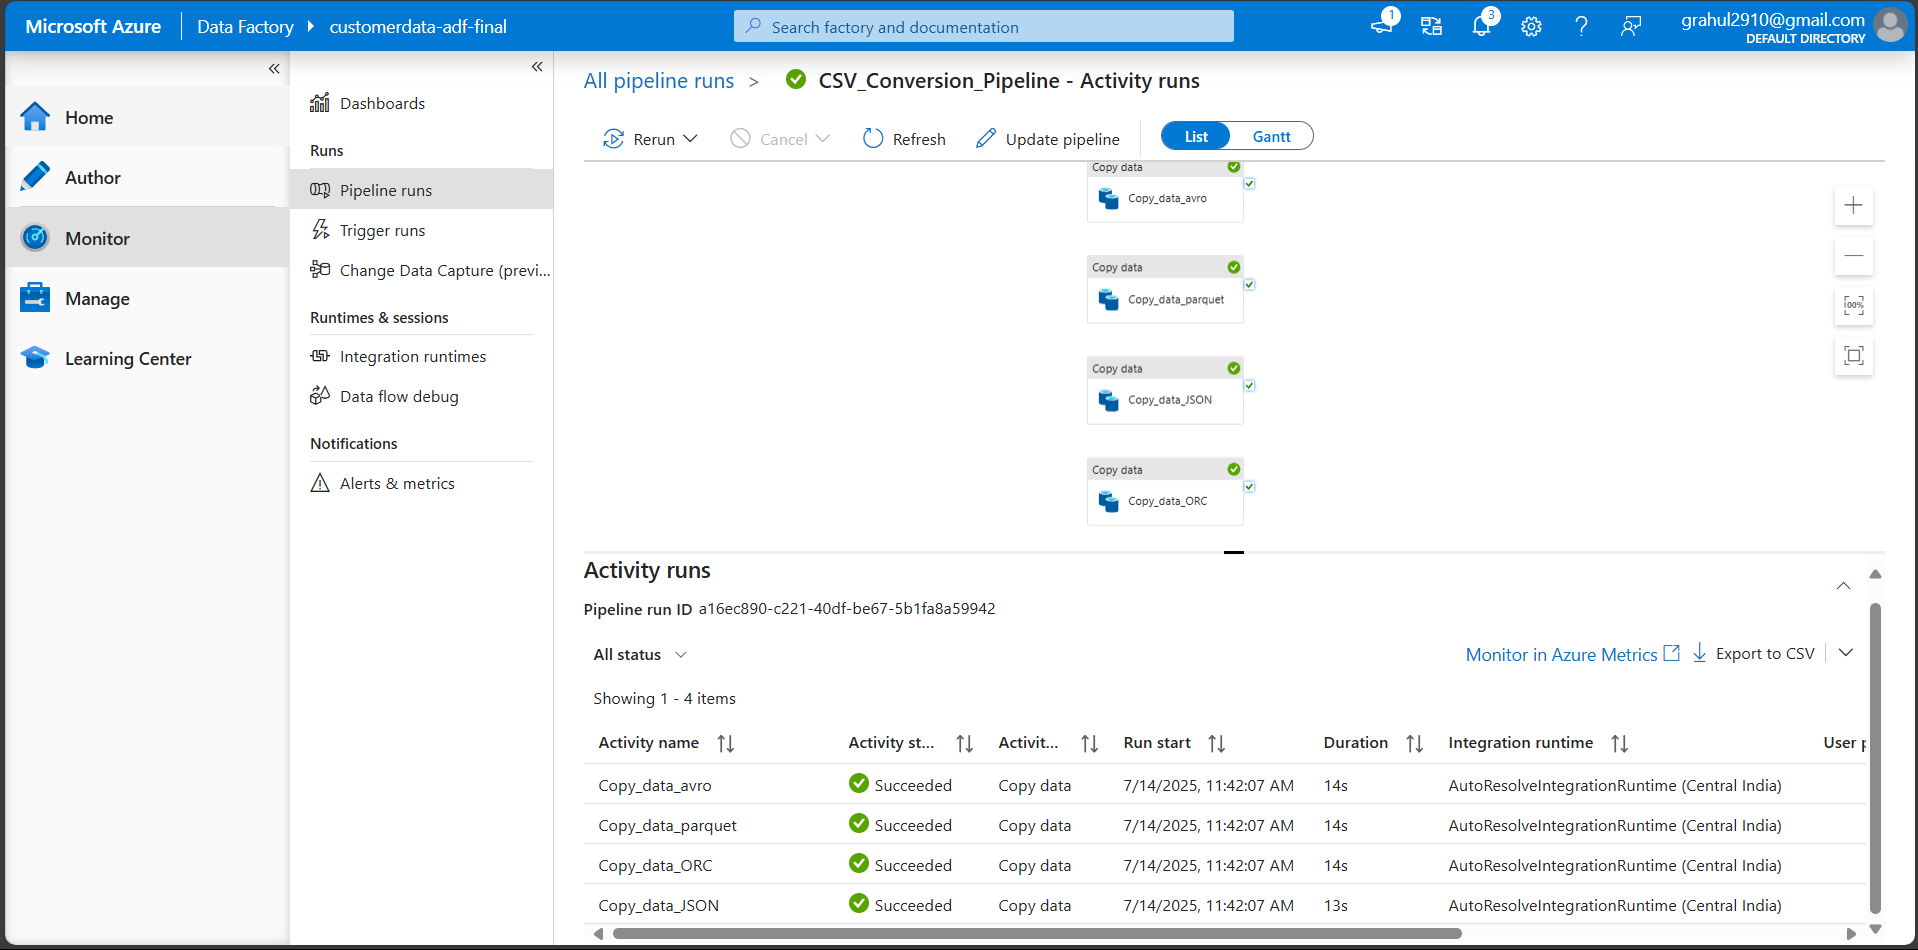 Microsoft Azure
Data Factory
customerdata-adf-final
Search factory and documentation
1
3
grahul2910@gmail.com
DEFAULT DIRECTORY
Home
Author
Monitor
Manage
Learning Center
Dashboards
Runs
Pipeline runs
Trigger runs
Change Data Capture (previ...
Runtimes & sessions
Integration runtimes
Data flow debug
Notifications
Alerts & metrics
All pipeline runs > CSV_Conversion_Pipeline - Activity runs
Rerun Cancel Refresh Update pipeline List Gantt
Copy data
Copy_data_avro
Copy data
Copy_data_parquet
Copy data
Copy_data_JSON
Copy data
Copy_data_ORC
100%
Activity runs
Pipeline run ID a16ec890-c221-40df-be67-5b1fa8a59942
All status
Monitor in Azure Metrics Export to CSV
Showing 1 - 4 items
Activity name Activity st... Activit... Run start Duration Integration runtime User p
Copy_data_avro Succeeded Copy data 7/14/2025, 11:42:07 AM 14s AutoResolveIntegrationRuntime (Central India)
Copy_data_parquet Succeeded Copy data 7/14/2025, 11:42:07 AM 14s AutoResolveIntegrationRuntime (Central India)
Copy_data_ORC Succeeded Copy data 7/14/2025, 11:42:07 AM 14s AutoResolveIntegrationRuntime (Central India)
Copy_data_JSON Succeeded Copy data 7/14/2025, 11:42:07 AM 13s AutoResolveIntegrationRuntime (Central India)